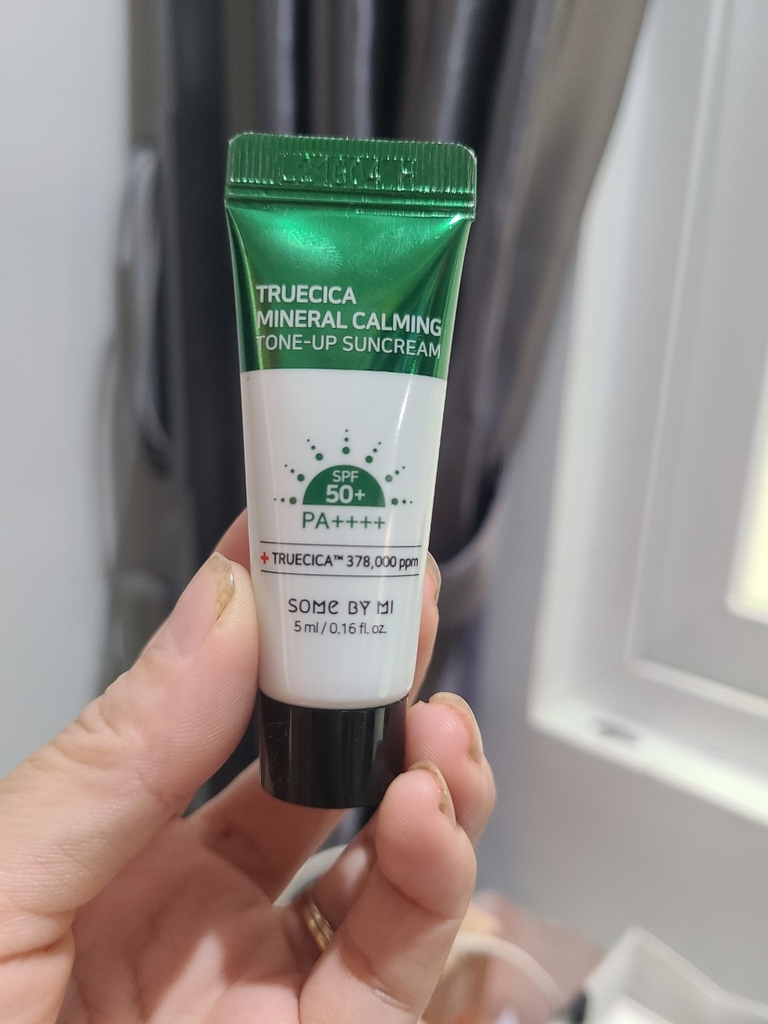 TRUECICA
MINERAL CALMING
TONE-UP SUNCREAM
SPF
50+
PA++++
+ TRUECICA™ 378,000 ppm
SOME BY MI
5 ml / 0.16 fl. oz.